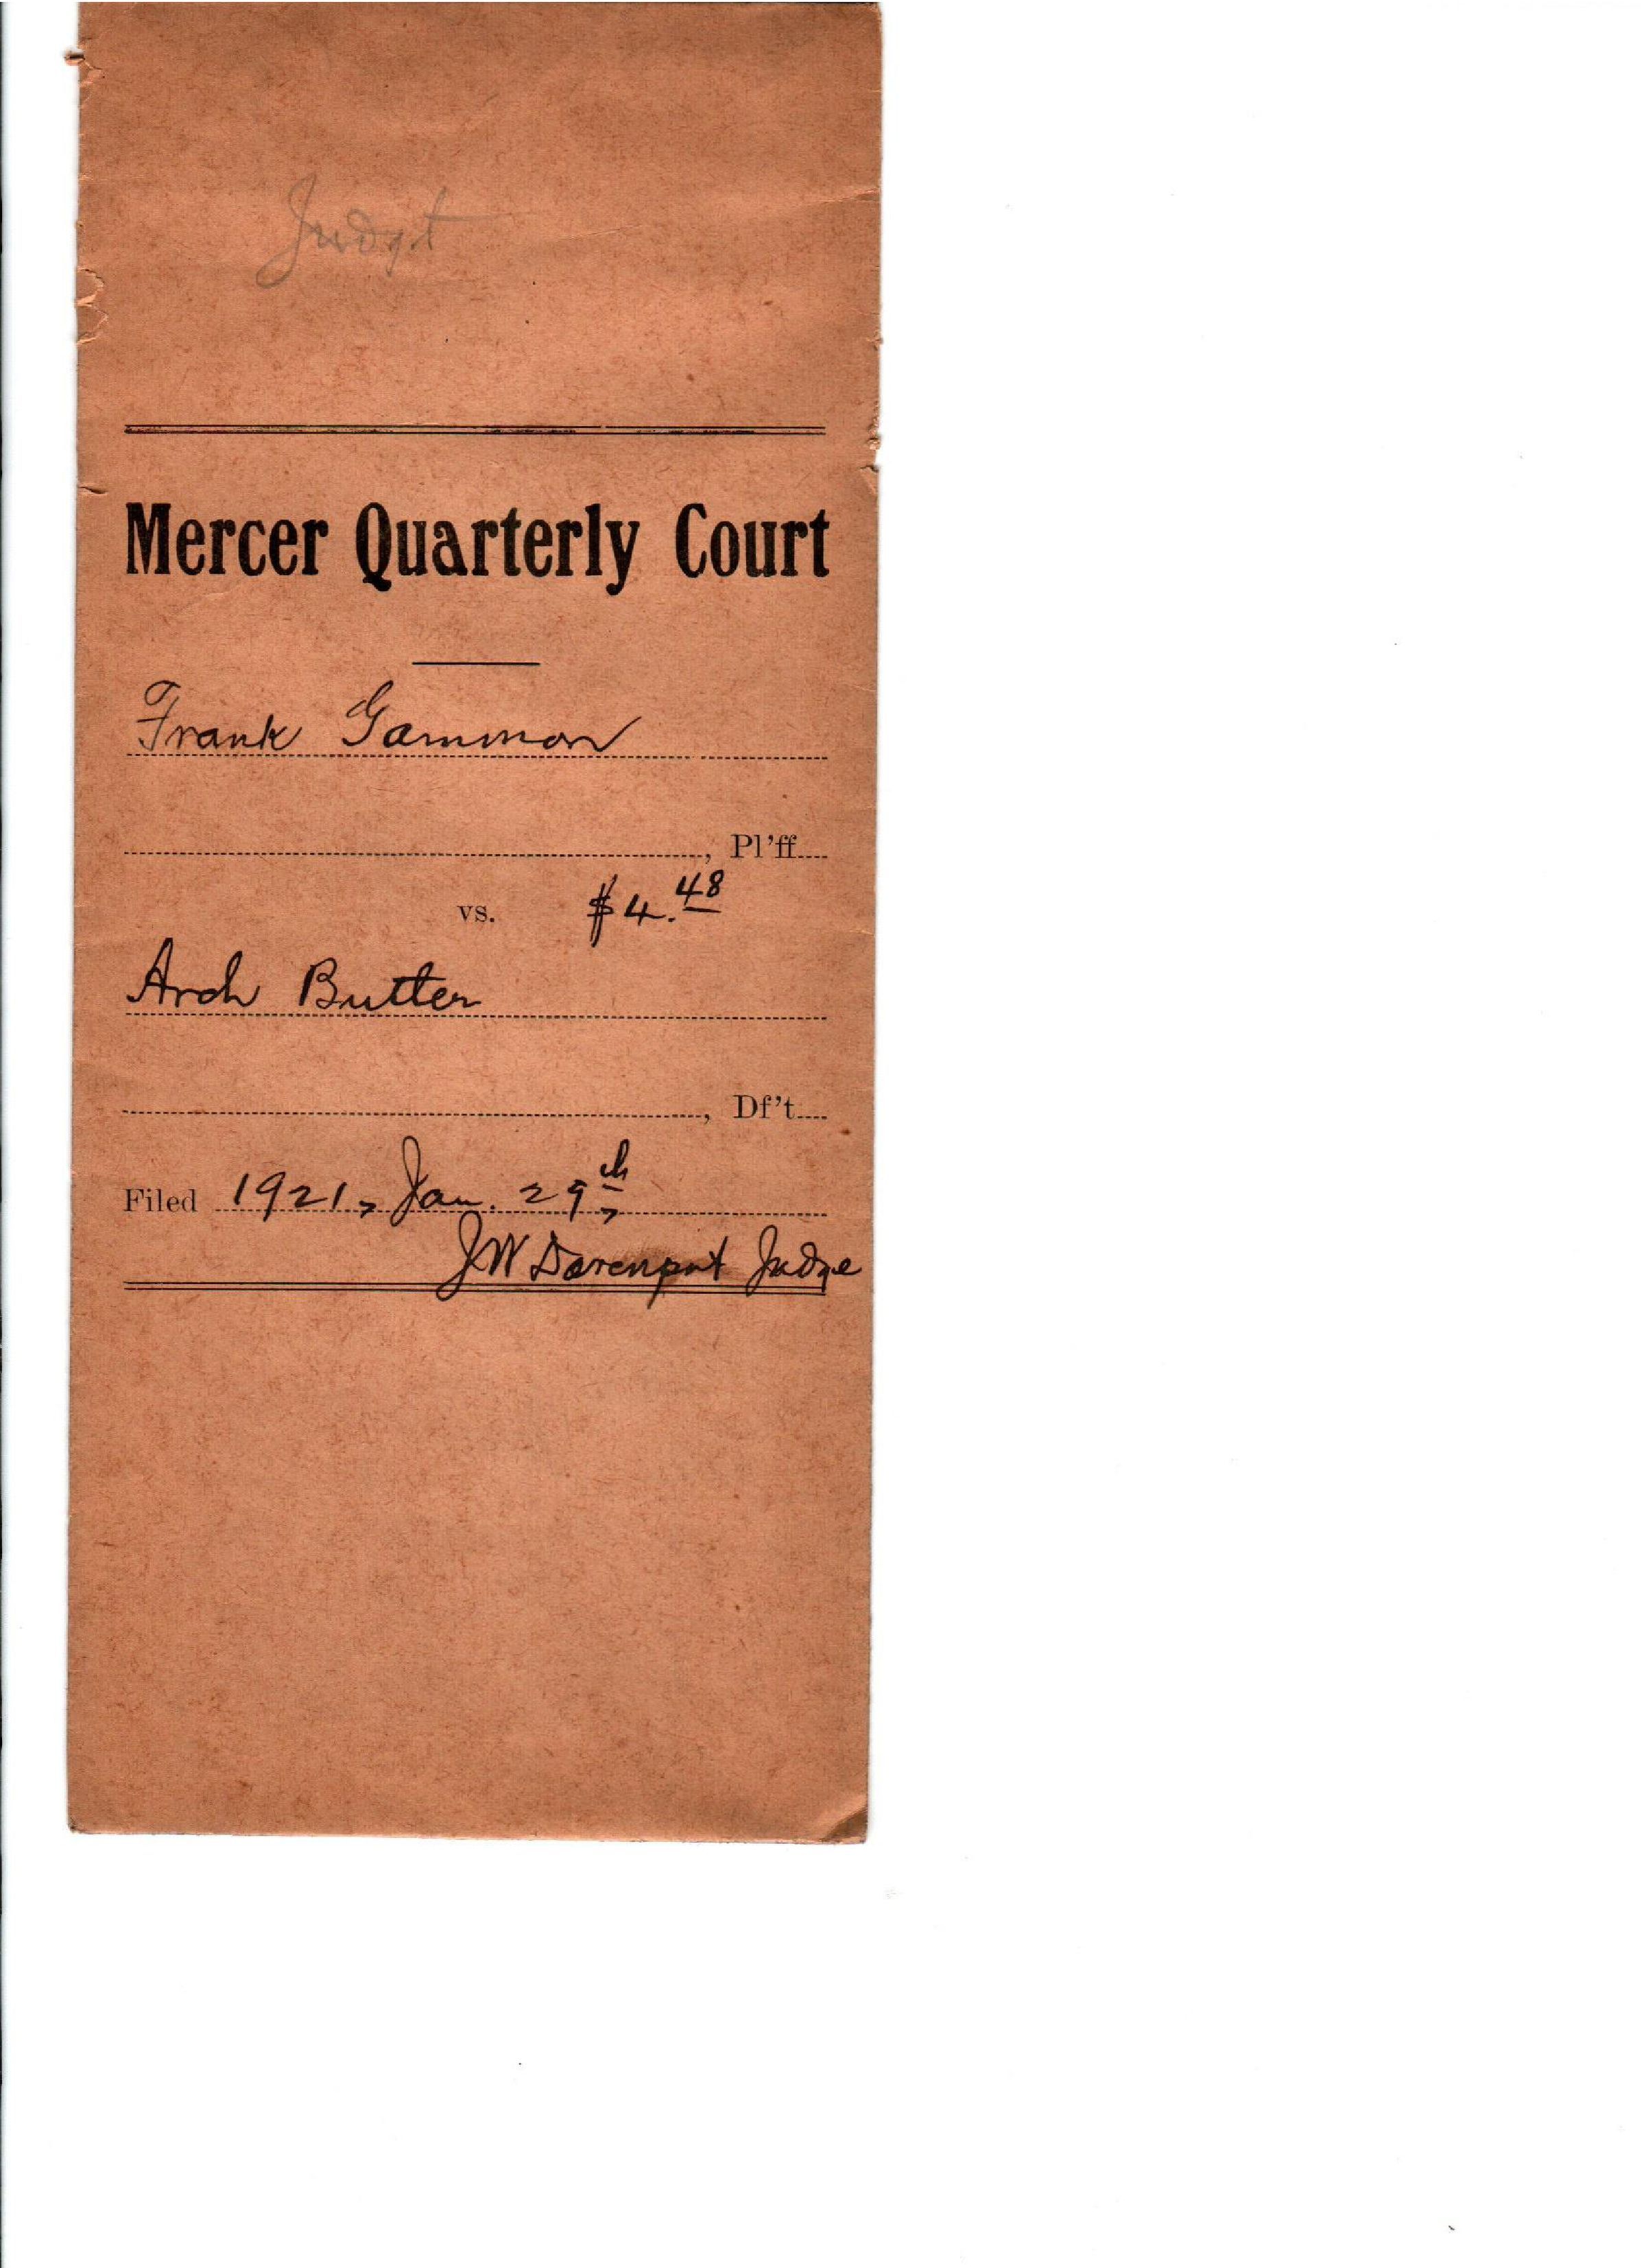 Judgt
Mercer Quarterly Court
Frank Gammon
, Pl'ff
vs. $4.48
Arch Butler
, Df't
Filed 1921, Jan. 29th,
JW Davenport Judge